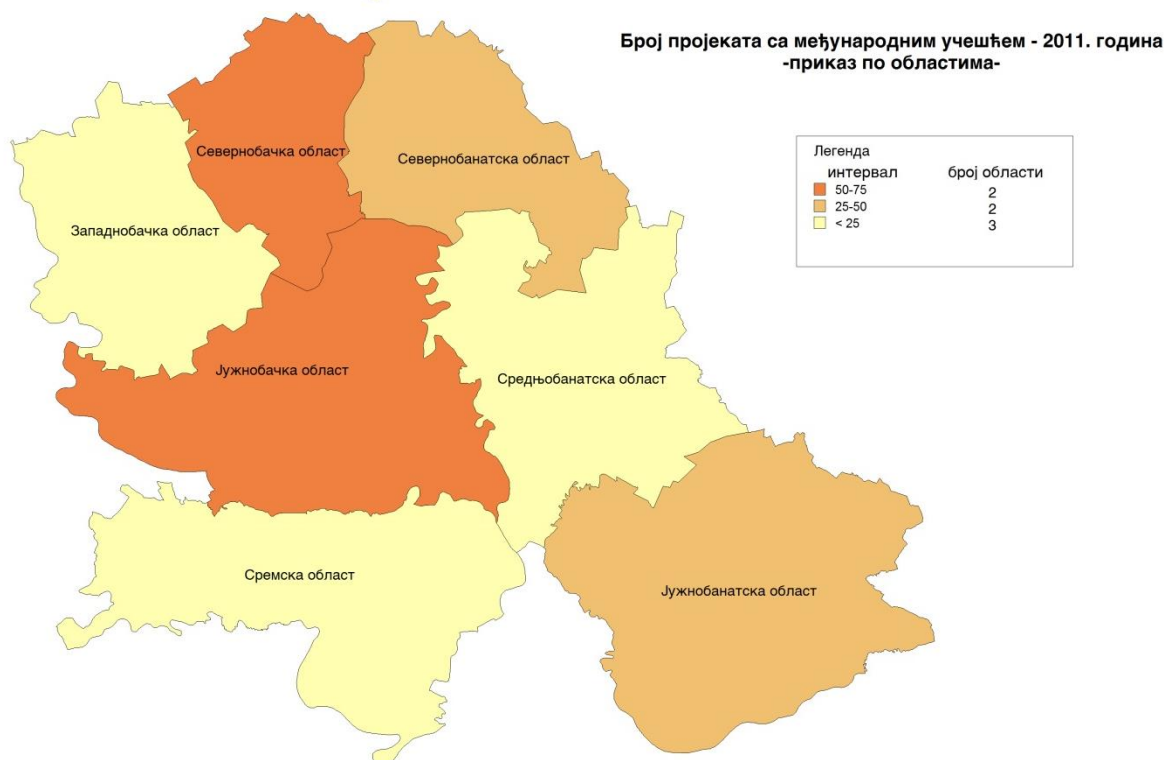 Број пројеката са међународним учешћем - 2011. година
-приказ по областима-
Легенда
интервал број области
50-75 2
25-50 2
< 25 3
Севернобачка област
Севернобанатска област
Западнобачка област
Јужнобачка област
Средњобанатска област
Сремска област
Јужнобанатска област